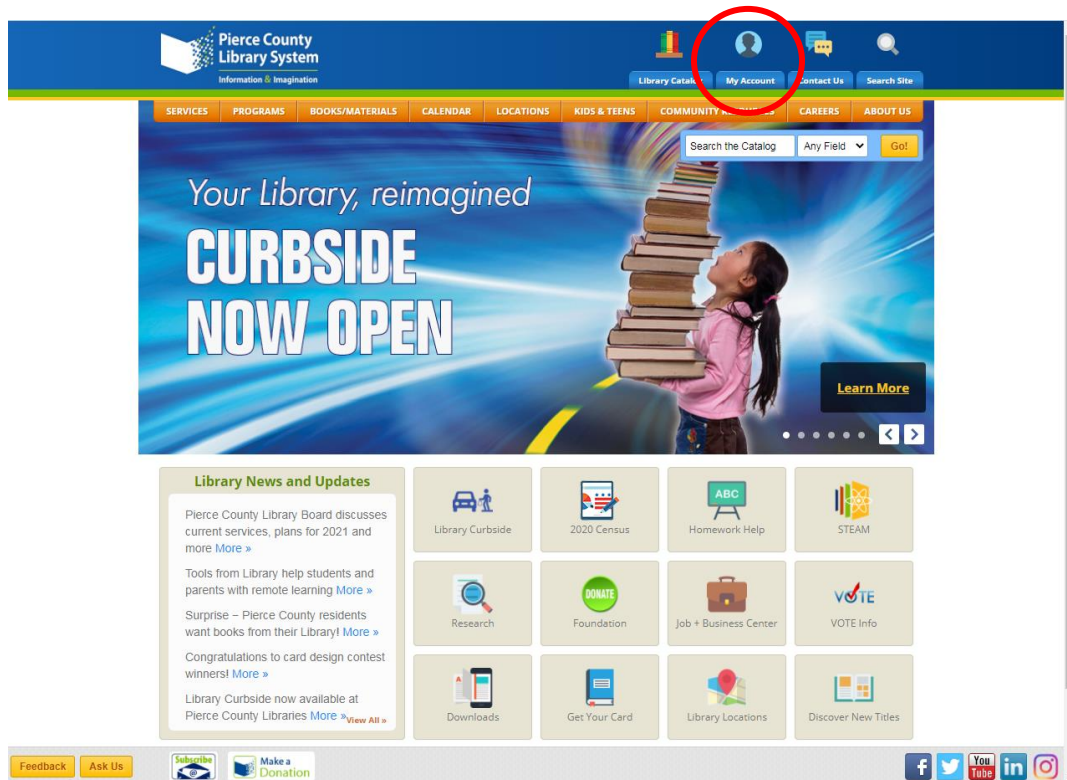 Pierce County
Library System
Information & Imagination
Library Catalog
My Account
Contact Us
Search Site
SERVICES PROGRAMS BOOKS/MATERIALS CALENDAR LOCATIONS KIDS & TEENS COMMUNITY CAREERS ABOUT US
Search the Catalog Any Field Go!
Your Library, reimagined
CURBSIDE
NOW OPEN
Learn More
Library News and Updates
Pierce County Library Board discusses
current services, plans for 2021 and
more More »
Tools from Library help students and
parents with remote learning More »
Surprise – Pierce County residents
want books from their Library! More »
Congratulations to card design contest
winners! More »
Library Curbside now available at
Pierce County Libraries More »
View All »
Library Curbside
2020 Census
ABC
Homework Help
STEAM
Research
DONATE
Foundation
Job + Business Center
VOTE
VOTE Info
Downloads
Get Your Card
Library Locations
Discover New Titles
Feedback
Ask Us
Subscribe
@
Make a
Donation
f
You
Tube
in